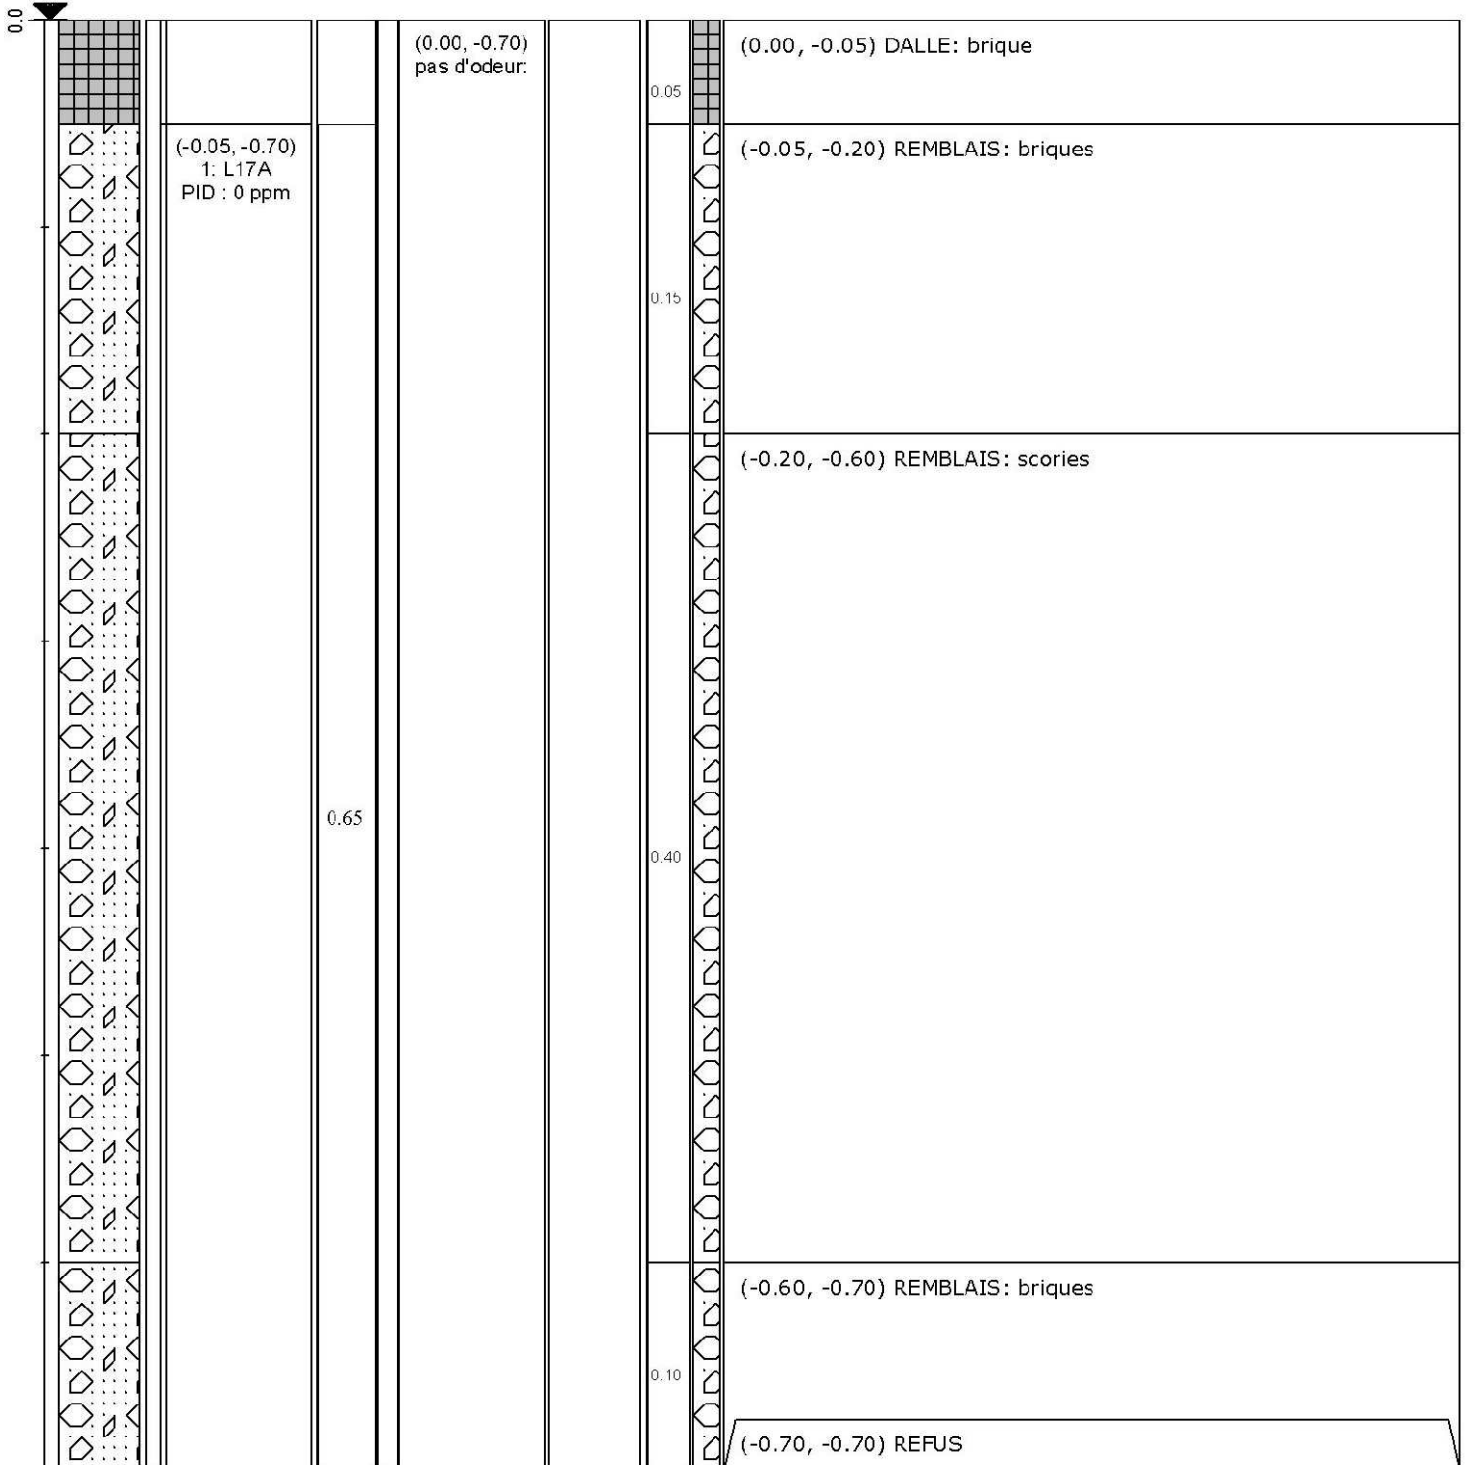 0.0
(0.00, -0.70)
pas d'odeur:
(0.00, -0.05) DALLE: brique
0.05
(-0.05, -0.70)
1: L17A
PID : 0 ppm
(-0.05, -0.20) REMBLAIS: briques
0.15
(-0.20, -0.60) REMBLAIS: scories
0.65
0.40
(-0.60, -0.70) REMBLAIS: briques
0.10
(-0.70, -0.70) REFUS